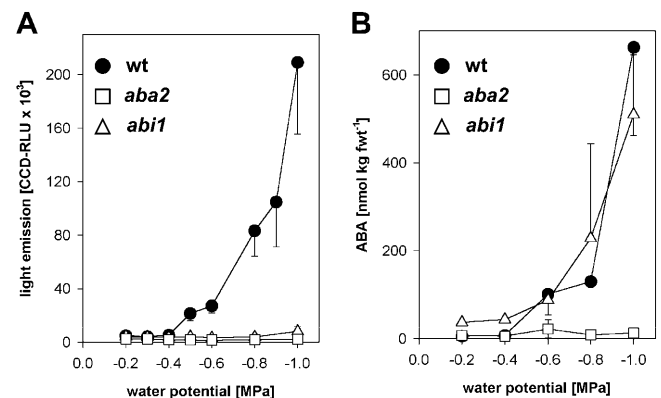 A
wt
aba2
abi1
light emission [CCD-RLU x 10³]
200
160
120
80
40
0
0.0 -0.2 -0.4 -0.6 -0.8 -1.0
water potential [MPa]
B
wt
aba2
abi1
ABA [nmol kg fwt⁻¹]
600
400
200
0
0.0 -0.2 -0.4 -0.6 -0.8 -1.0
water potential [MPa]